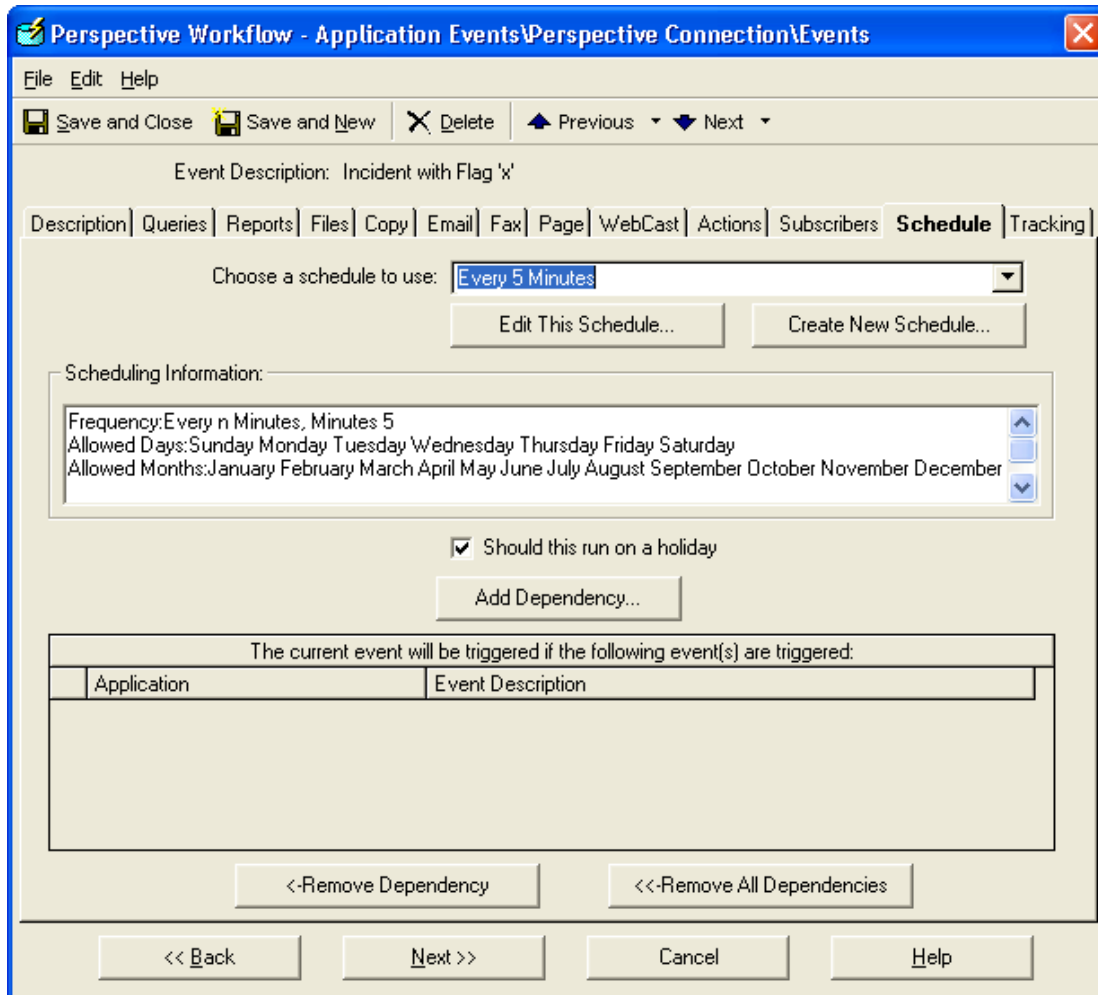 Perspective Workflow - Application Events\Perspective Connection\Events
File Edit Help
Save and Close Save and New Delete Previous Next
Event Description: Incident with Flag 'x'
Description Queries Reports Files Copy Email Fax Page WebCast Actions Subscribers Schedule Tracking
Choose a schedule to use: Every 5 Minutes
Edit This Schedule... Create New Schedule...
Scheduling Information:
Frequency:Every n Minutes, Minutes 5
Allowed Days:Sunday Monday Tuesday Wednesday Thursday Friday Saturday
Allowed Months:January February March April May June July August September October November December
Should this run on a holiday
Add Dependency...
The current event will be triggered if the following event(s) are triggered:
Application Event Description
<-Remove Dependency <<-Remove All Dependencies
<< Back Next >> Cancel Help